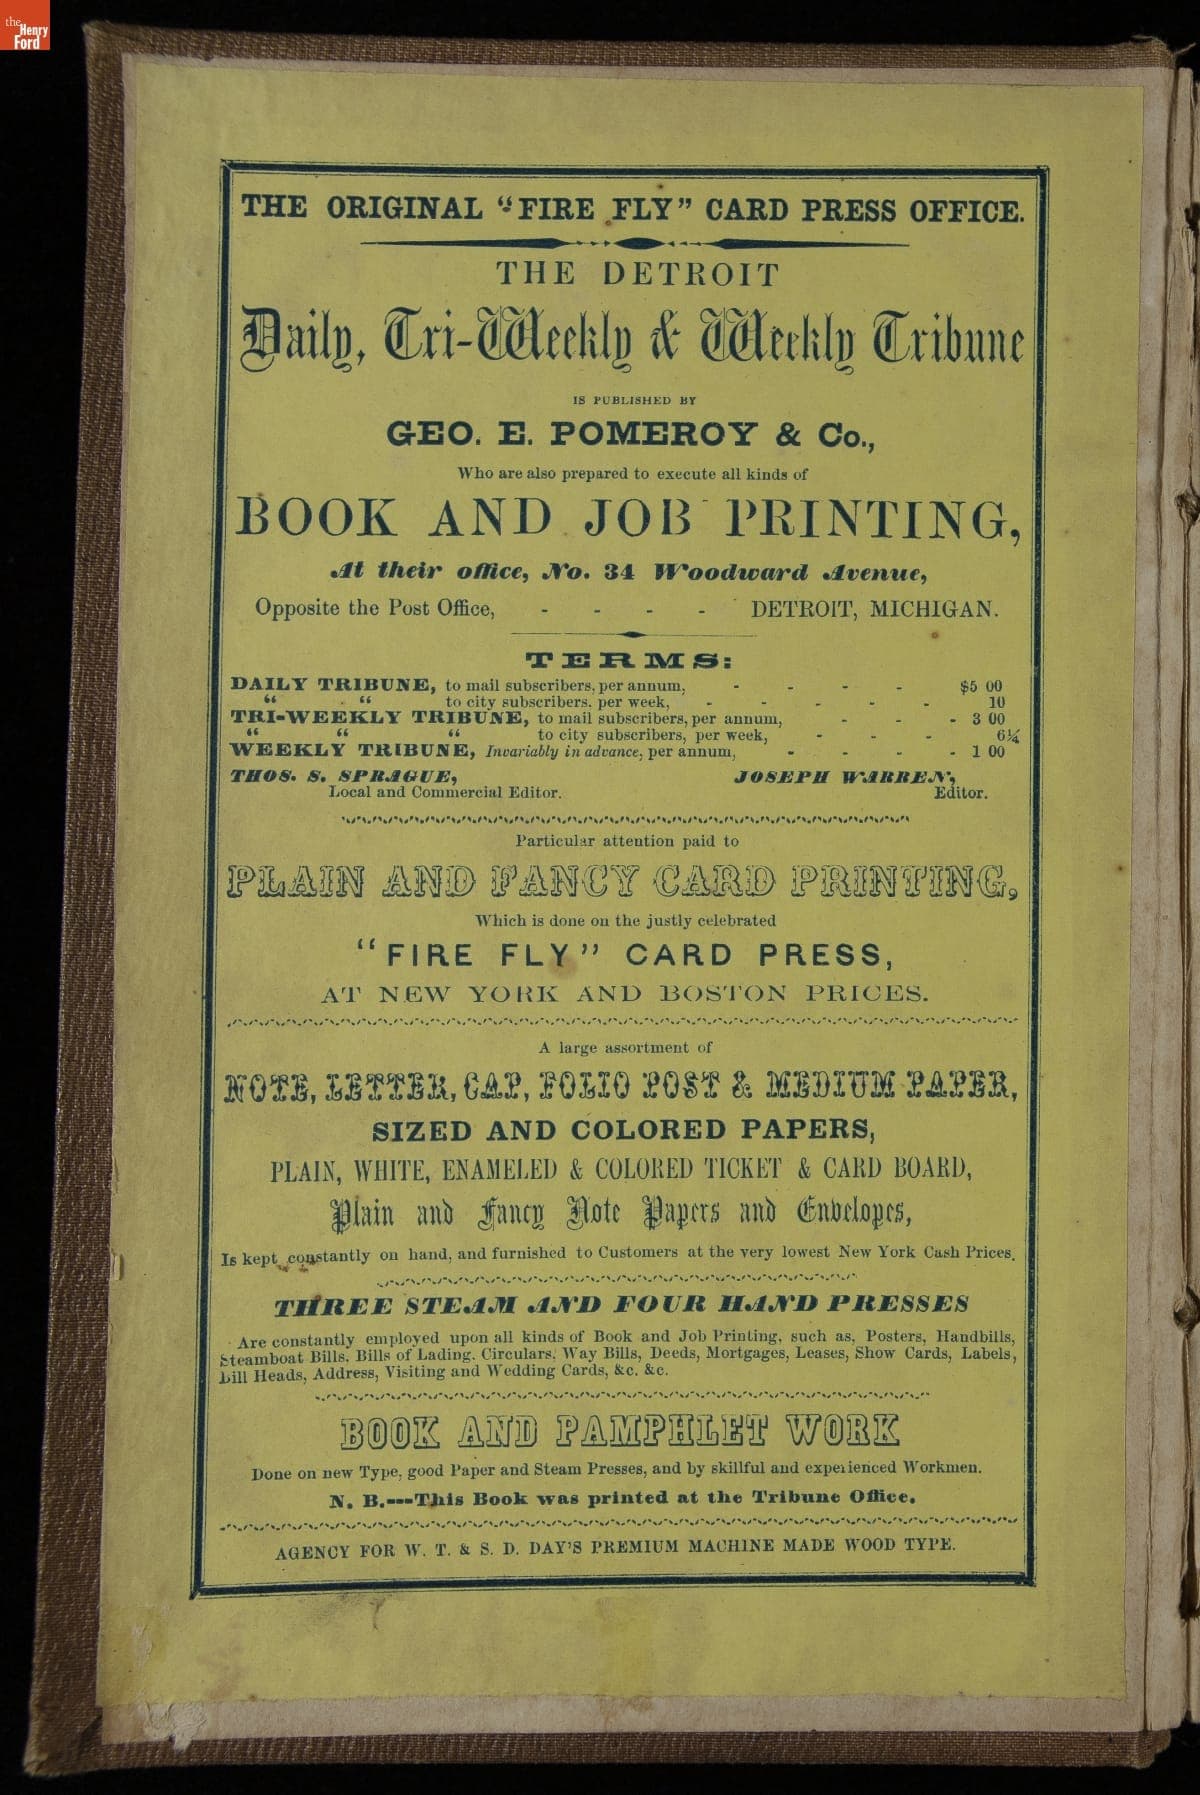 the
Henry
Ford
THE ORIGINAL "FIRE FLY" CARD PRESS OFFICE.
THE DETROIT
Daily, Tri-Weekly & Weekly Tribune
IS PUBLISHED BY
GEO. E. POMEROY & Co.,
Who are also prepared to execute all kinds of
BOOK AND JOB PRINTING,
At their office, No. 34 Woodward Avenue,
Opposite the Post Office, - - - - DETROIT, MICHIGAN.
TERMS:
DAILY TRIBUNE, to mail subscribers, per annum, - - - - $5 00
" " to city subscribers, per week, - - - - - 10
TRI-WEEKLY TRIBUNE, to mail subscribers, per annum, - - - 3 00
" " " to city subscribers, per week, - - - 6¼
WEEKLY TRIBUNE, Invariably in advance, per annum, - - - - 1 00
THOS. S. SPRAGUE, JOSEPH WARREN,
Local and Commercial Editor. Editor.
Particular attention paid to
PLAIN AND FANCY CARD PRINTING,
Which is done on the justly celebrated
"FIRE FLY" CARD PRESS,
AT NEW YORK AND BOSTON PRICES.
A large assortment of
NOTE, LETTER, CAP, FOLIO POST & MEDIUM PAPER,
SIZED AND COLORED PAPERS,
PLAIN, WHITE, ENAMELED & COLORED TICKET & CARD BOARD,
Plain and Fancy Note Papers and Envelopes,
Is kept constantly on hand, and furnished to Customers at the very lowest New York Cash Prices.
THREE STEAM AND FOUR HAND PRESSES
Are constantly employed upon all kinds of Book and Job Printing, such as, Posters, Handbills,
Steamboat Bills, Bills of Lading, Circulars, Way Bills, Deeds, Mortgages, Leases, Show Cards, Labels,
Bill Heads, Address, Visiting and Wedding Cards, &c. &c.
BOOK AND PAMPHLET WORK
Done on new Type, good Paper and Steam Presses, and by skillful and experienced Workmen.
N. B.---This Book was printed at the Tribune Office.
AGENCY FOR W. T. & S. D. DAY'S PREMIUM MACHINE MADE WOOD TYPE.